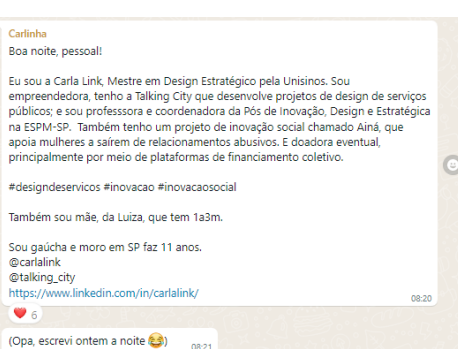 Carlinha
Boa noite, pessoal!
Eu sou a Carla Link, Mestre em Design Estratégico pela Unisinos. Sou
empreendedora, tenho a Talking City que desenvolve projetos de design de serviços
públicos; e sou professsora e coordenadora da Pós de Inovação, Design e Estratégica
na ESPM-SP.  Também tenho um projeto de inovação social chamado Ainá, que
apoia mulheres a saírem de relacionamentos abusivos. E doadora eventual,
principalmente por meio de plataformas de financiamento coletivo.
#designdeservicos #inovacao #inovacaosocial
Também sou mãe, da Luiza, que tem 1a3m.
Sou gaúcha e moro em SP faz 11 anos.
@carlalink
@talking_city
https://www.linkedin.com/in/carlalink/
08:20
❤️ 6
(Opa, escrevi ontem a noite 😂) 08:21